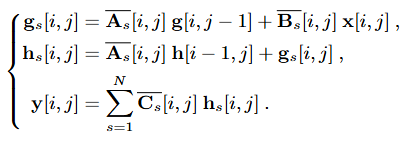 g_s[i, j] = \overline{A_s}[i, j] g[i, j − 1] + \overline{B_s}[i, j] x[i, j] ,
h_s[i, j] = \overline{A_s}[i, j] h[i − 1, j] + g_s[i, j] ,
y[i, j] = \sum_{s=1}^{N} \overline{C_s}[i, j] h_s[i, j] .